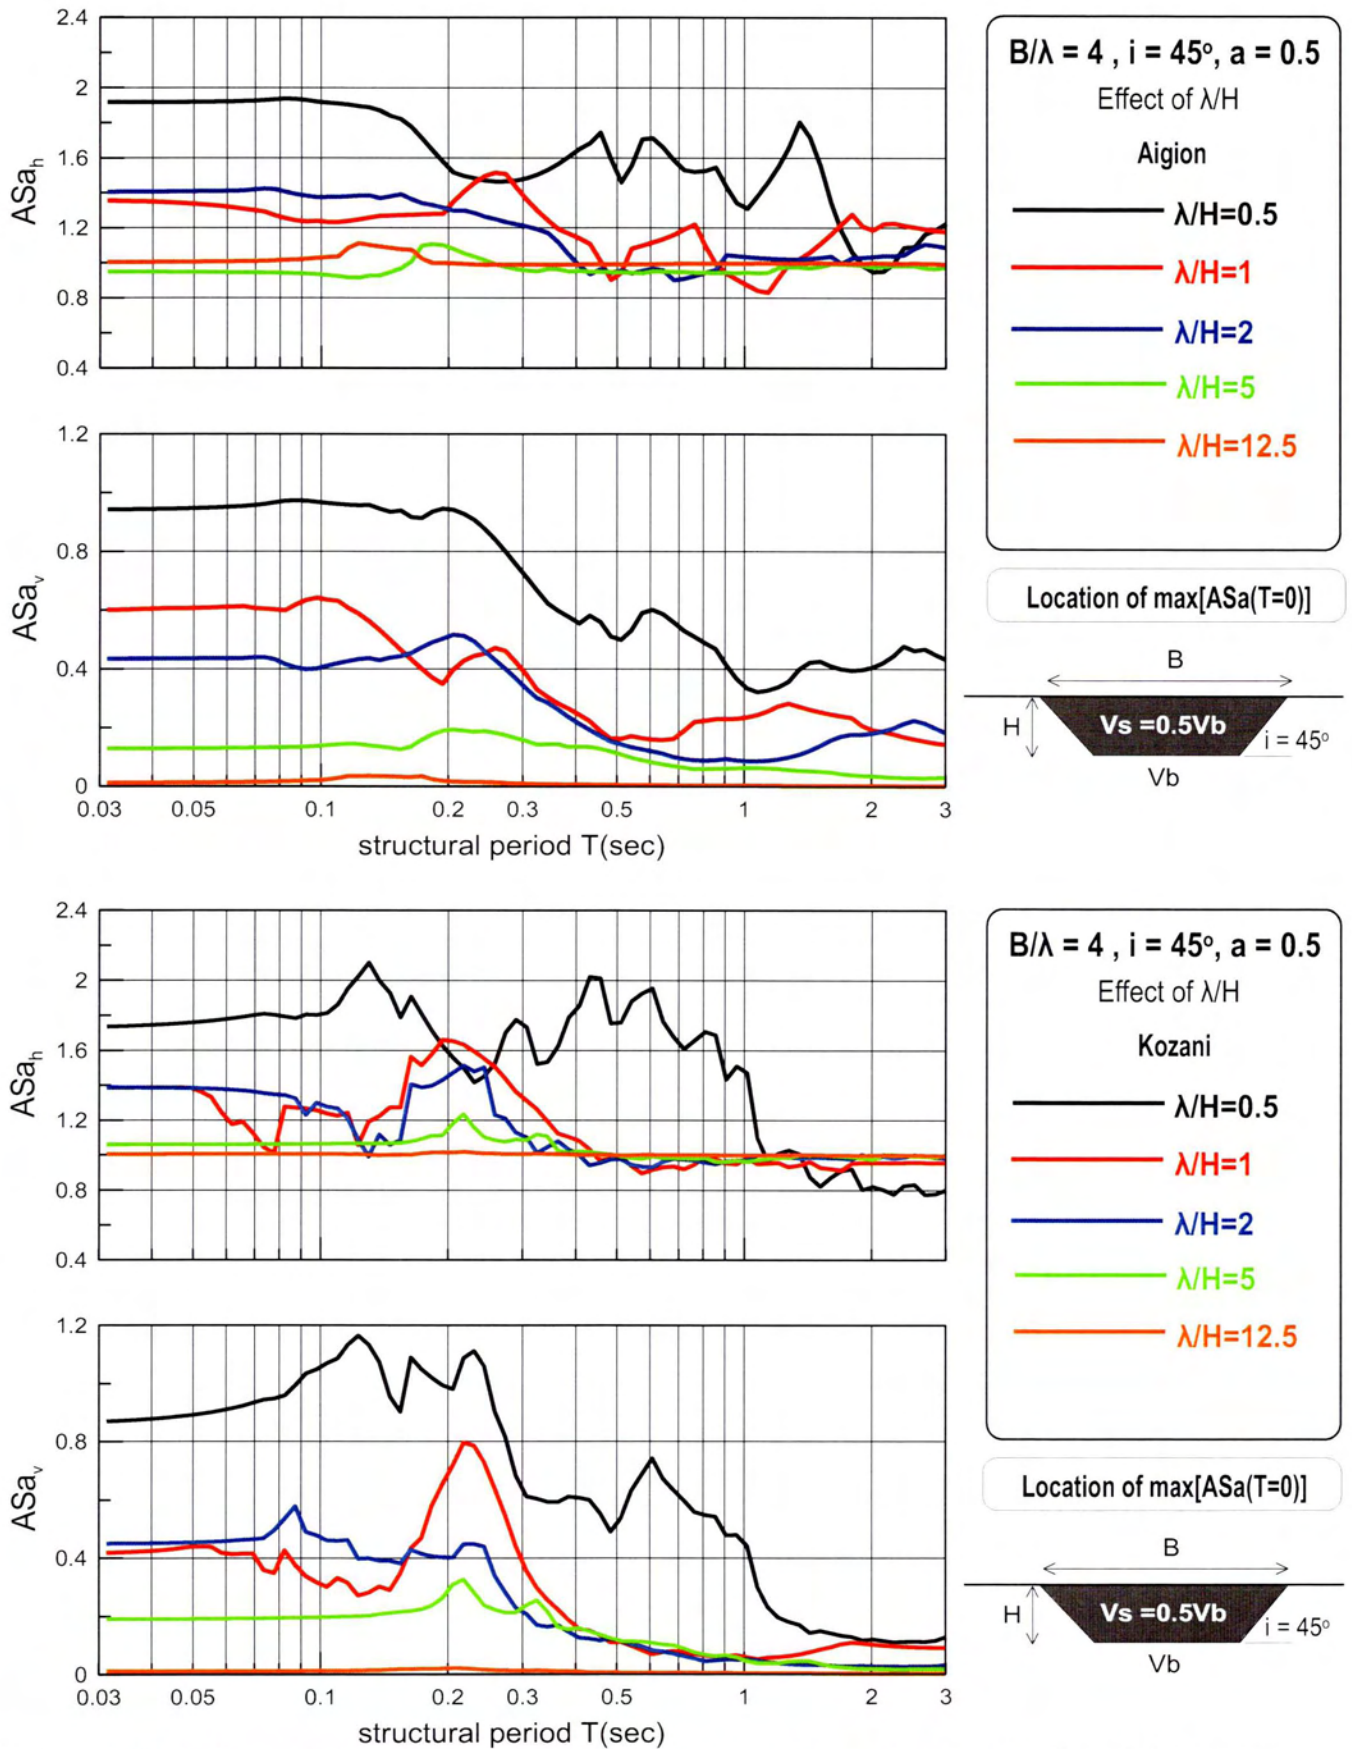 2.4
2
1.6
1.2
0.8
0.4
ASa_h
B/λ = 4 , i = 45º, a = 0.5
Effect of λ/H
Aigion
λ/H=0.5
λ/H=1
λ/H=2
λ/H=5
λ/H=12.5
1.2
0.8
0.4
0
ASa_v
0.03 0.05 0.1 0.2 0.3 0.5 1 2 3
structural period T(sec)
Location of max[ASa(T=0)]
B
H
Vs =0.5Vb
i = 45º
Vb
2.4
2
1.6
1.2
0.8
0.4
ASa_h
B/λ = 4 , i = 45º, a = 0.5
Effect of λ/H
Kozani
λ/H=0.5
λ/H=1
λ/H=2
λ/H=5
λ/H=12.5
1.2
0.8
0.4
0
ASa_v
0.03 0.05 0.1 0.2 0.3 0.5 1 2 3
structural period T(sec)
Location of max[ASa(T=0)]
B
H
Vs =0.5Vb
i = 45º
Vb